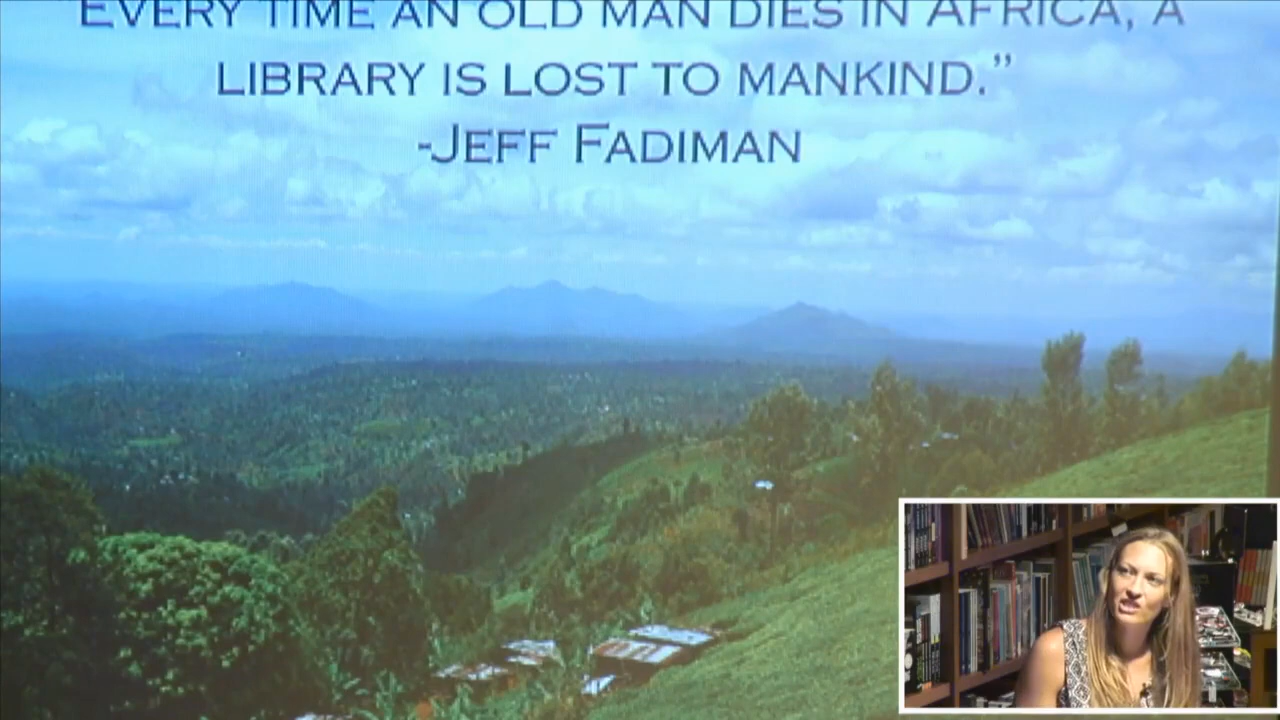 "EVERY TIME AN OLD MAN DIES IN AFRICA, A
LIBRARY IS LOST TO MANKIND."
-JEFF FADIMAN